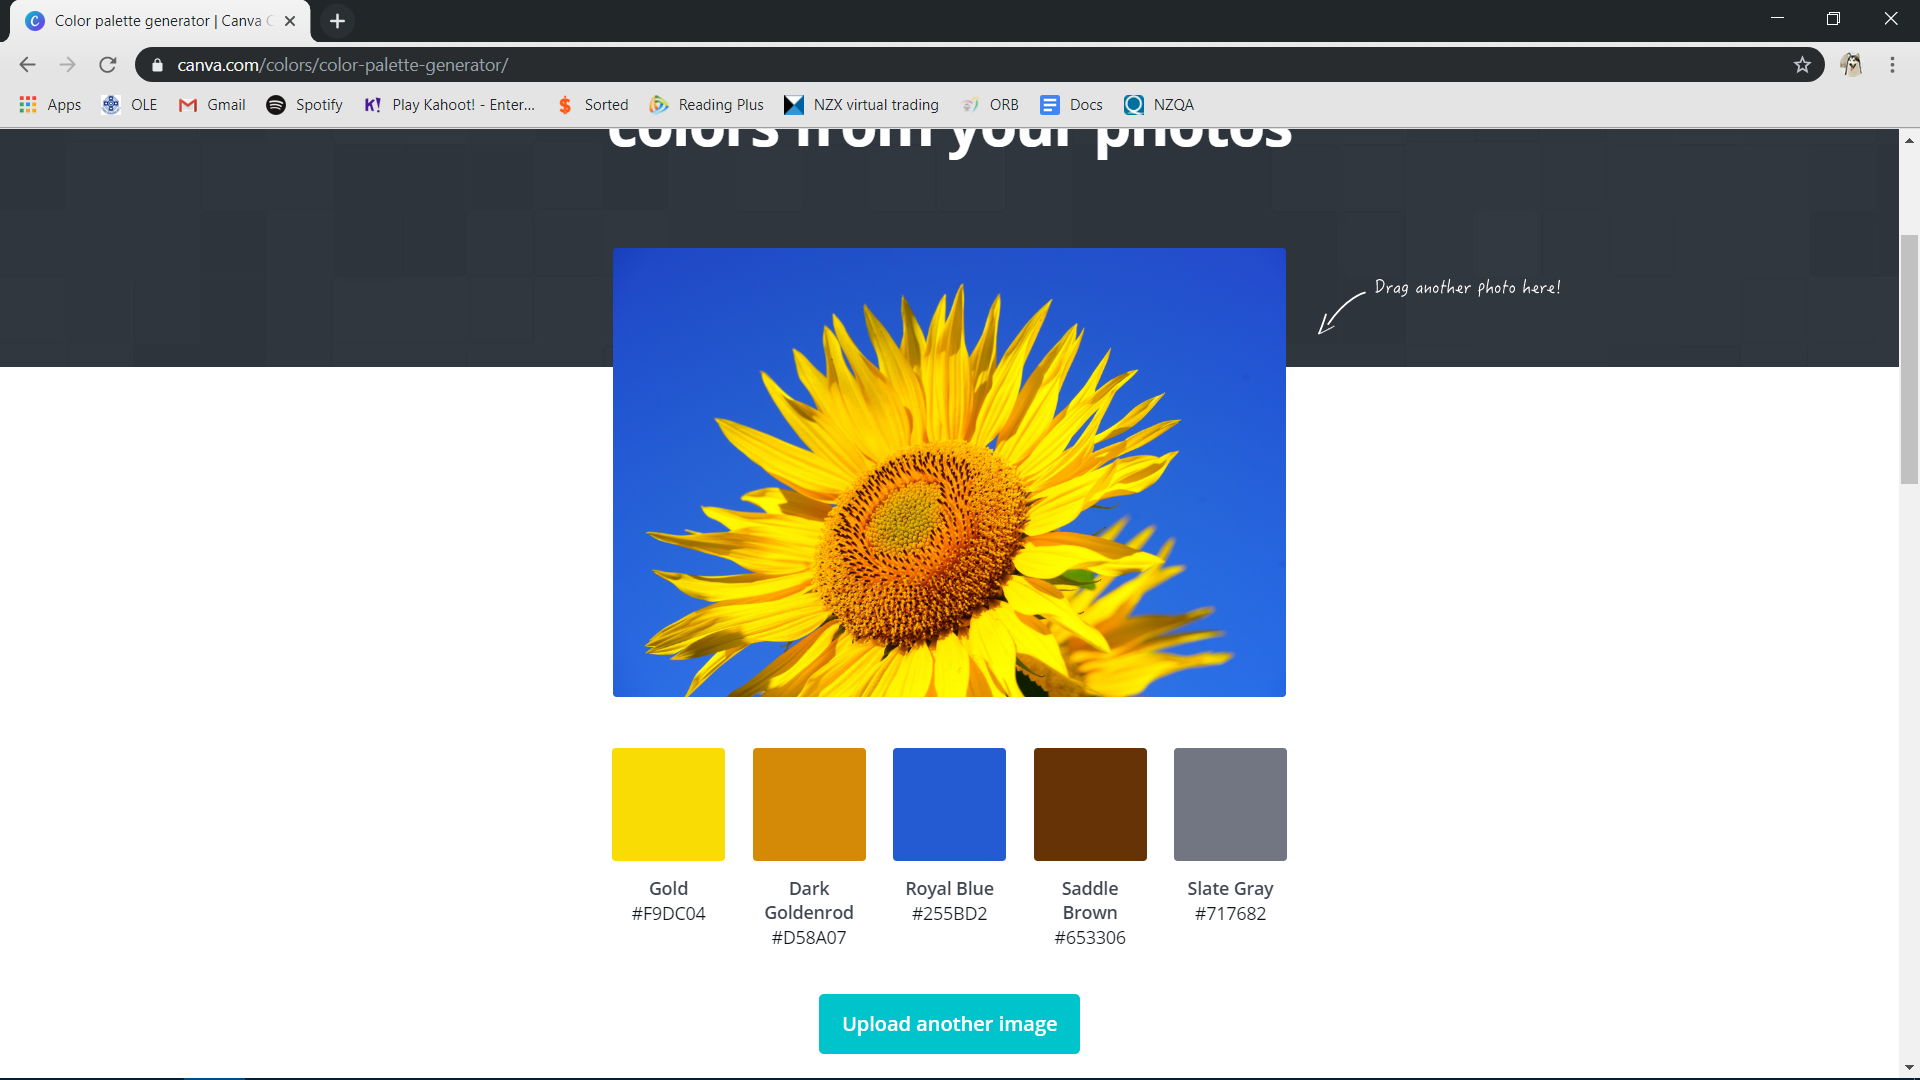 Color palette generator | Canva C
canva.com/colors/color-palette-generator/
Apps OLE Gmail Spotify K! Play Kahoot! - Enter... $ Sorted Reading Plus NZX virtual trading ORB Docs NZQA
colors from your photos
Drag another photo here!
Gold
#F9DC04
Dark
Goldenrod
#D58A07
Royal Blue
#255BD2
Saddle
Brown
#653306
Slate Gray
#717682
Upload another image